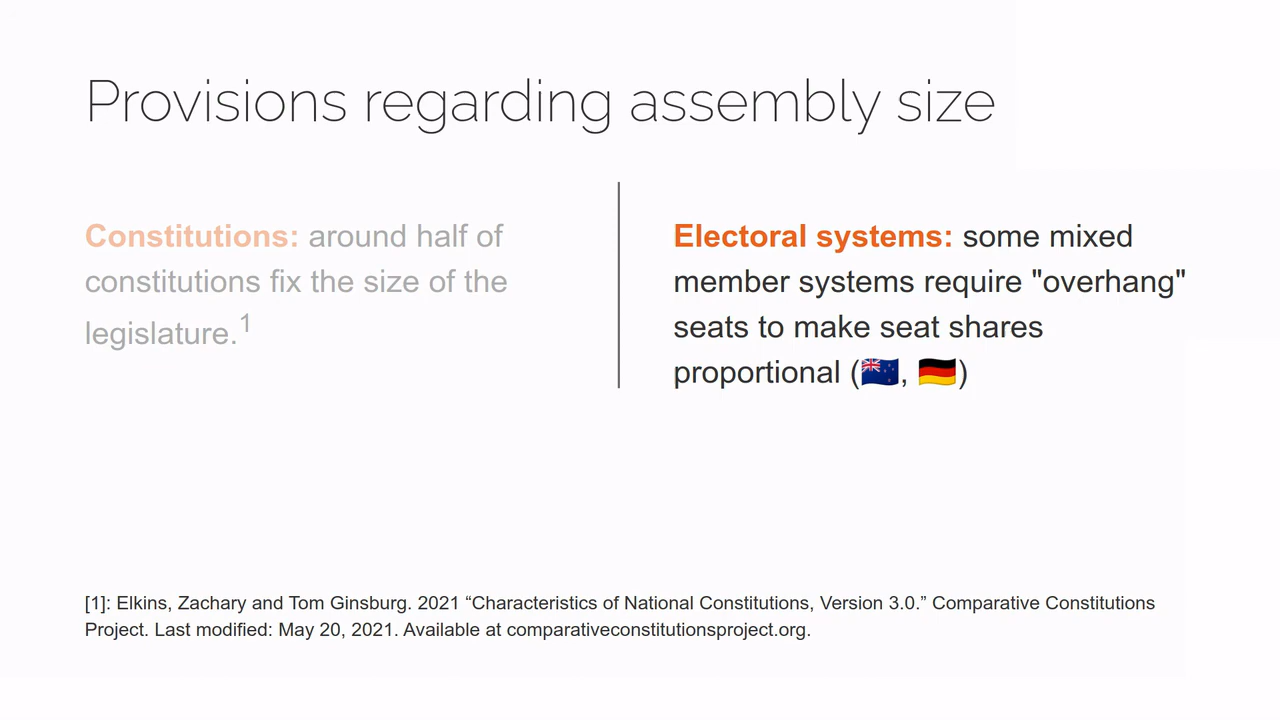 Provisions regarding assembly size
Constitutions: around half of
constitutions fix the size of the
legislature.1
Electoral systems: some mixed
member systems require "overhang"
seats to make seat shares
proportional (🇳🇿, 🇩🇪)
[1]: Elkins, Zachary and Tom Ginsburg. 2021 “Characteristics of National Constitutions, Version 3.0.” Comparative Constitutions
Project. Last modified: May 20, 2021. Available at comparativeconstitutionsproject.org.